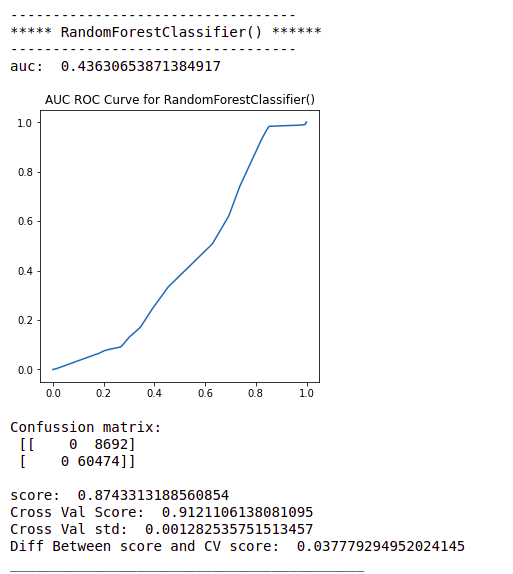 ----------------------------------
***** RandomForestClassifier() ******
----------------------------------
auc:  0.43630653871384917
AUC ROC Curve for RandomForestClassifier()
1.0
0.8
0.6
0.4
0.2
0.0
0.0 0.2 0.4 0.6 0.8 1.0
Confussion matrix:
[[    0  8692]
[    0 60474]]
score:  0.8743313188560854
Cross Val Score:  0.9121106138081095
Cross Val std:  0.001282535751513457
Diff Between score and CV score:  0.037779294952024145
__________________________________________